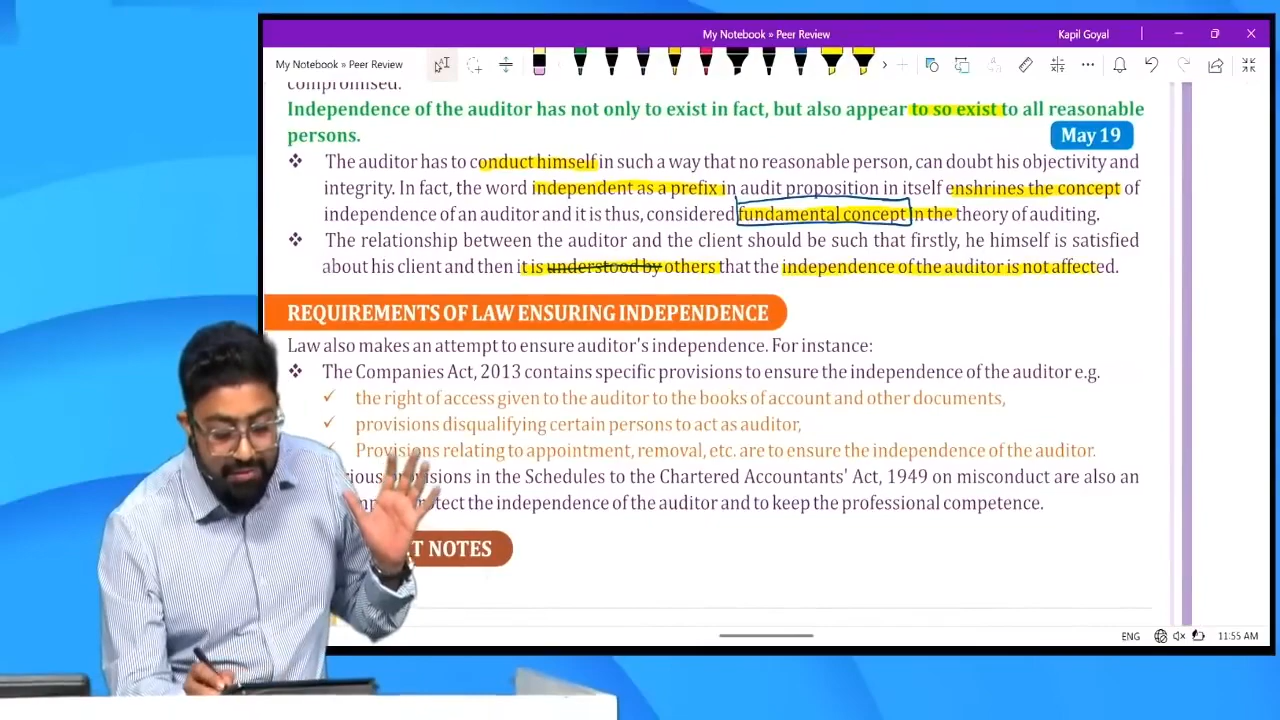 My Notebook » Peer Review
Kapil Goyal
My Notebook » Peer Review
compromised.
Independence of the auditor has not only to exist in fact, but also appear to so exist to all reasonable
persons.
May 19
❖ The auditor has to conduct himself in such a way that no reasonable person, can doubt his objectivity and
integrity. In fact, the word independent as a prefix in audit proposition in itself enshrines the concept of
independence of an auditor and it is thus, considered fundamental concept in the theory of auditing.
❖ The relationship between the auditor and the client should be such that firstly, he himself is satisfied
about his client and then it is understood by others that the independence of the auditor is not affected.
REQUIREMENTS OF LAW ENSURING INDEPENDENCE
Law also makes an attempt to ensure auditor's independence. For instance:
❖ The Companies Act, 2013 contains specific provisions to ensure the independence of the auditor e.g.
✓ the right of access given to the auditor to the books of account and other documents,
✓ provisions disqualifying certain persons to act as auditor,
✓ Provisions relating to appointment, removal, etc. are to ensure the independence of the auditor.
provisions in the Schedules to the Chartered Accountants' Act, 1949 on misconduct are also an
protect the independence of the auditor and to keep the professional competence.
NOTES
ENG
11:55 AM